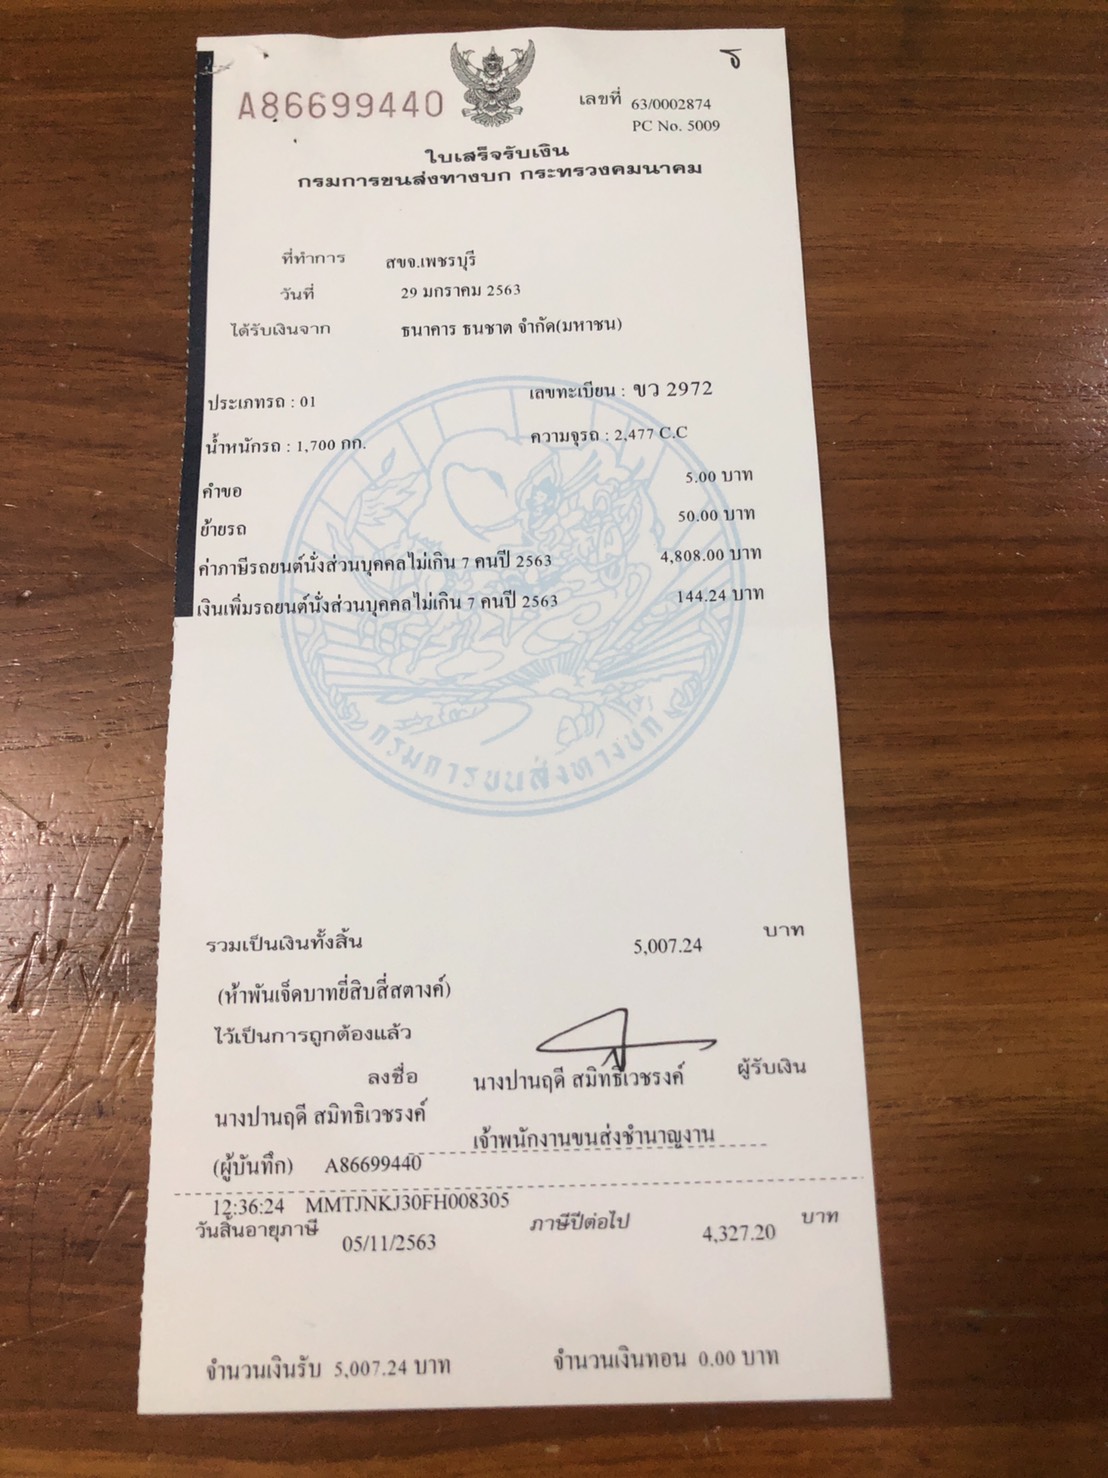 A86699440
ธ
เลขที่ 63/0002874
PC No. 5009
ใบเสร็จรับเงิน
กรมการขนส่งทางบก กระทรวงคมนาคม
ที่ทำการ สขจ.เพชรบุรี
วันที่ 29 มกราคม 2563
ได้รับเงินจาก ธนาคาร ธนชาต จำกัด(มหาชน)
ประเภทรถ : 01 เลขทะเบียน : ขว 2972
น้ำหนักรถ : 1,700 กก. ความจุรถ : 2,477 C.C
คำขอ 5.00 บาท
ย้ายรถ 50.00 บาท
ค่าภาษีรถยนต์นั่งส่วนบุคคลไม่เกิน 7 คนปี 2563 4,808.00 บาท
เงินเพิ่มรถยนต์นั่งส่วนบุคคลไม่เกิน 7 คนปี 2563 144.24 บาท
กรมการขนส่งทางบก
รวมเป็นเงินทั้งสิ้น 5,007.24 บาท
(ห้าพันเจ็ดบาทยี่สิบสี่สตางค์)
ไว้เป็นการถูกต้องแล้ว
ลงชื่อ นางปานฤดี สมิทธิเวชรงค์ ผู้รับเงิน
นางปานฤดี สมิทธิเวชรงค์
เจ้าพนักงานขนส่งชำนาญงาน
(ผู้บันทึก) A86699440
12:36:24 MMTJNKJ30FH008305
วันสิ้นอายุภาษี 05/11/2563 ภาษีปีต่อไป 4,327.20 บาท
จำนวนเงินรับ 5,007.24 บาท จำนวนเงินทอน 0.00 บาท